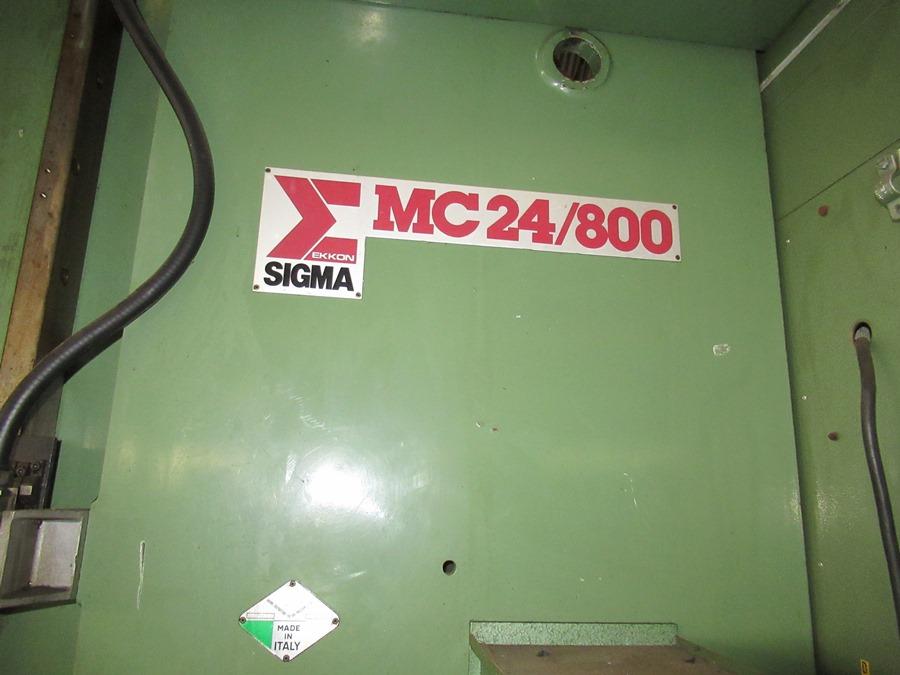 MC 24/800
EKKON
SIGMA
MADE
IN
ITALY